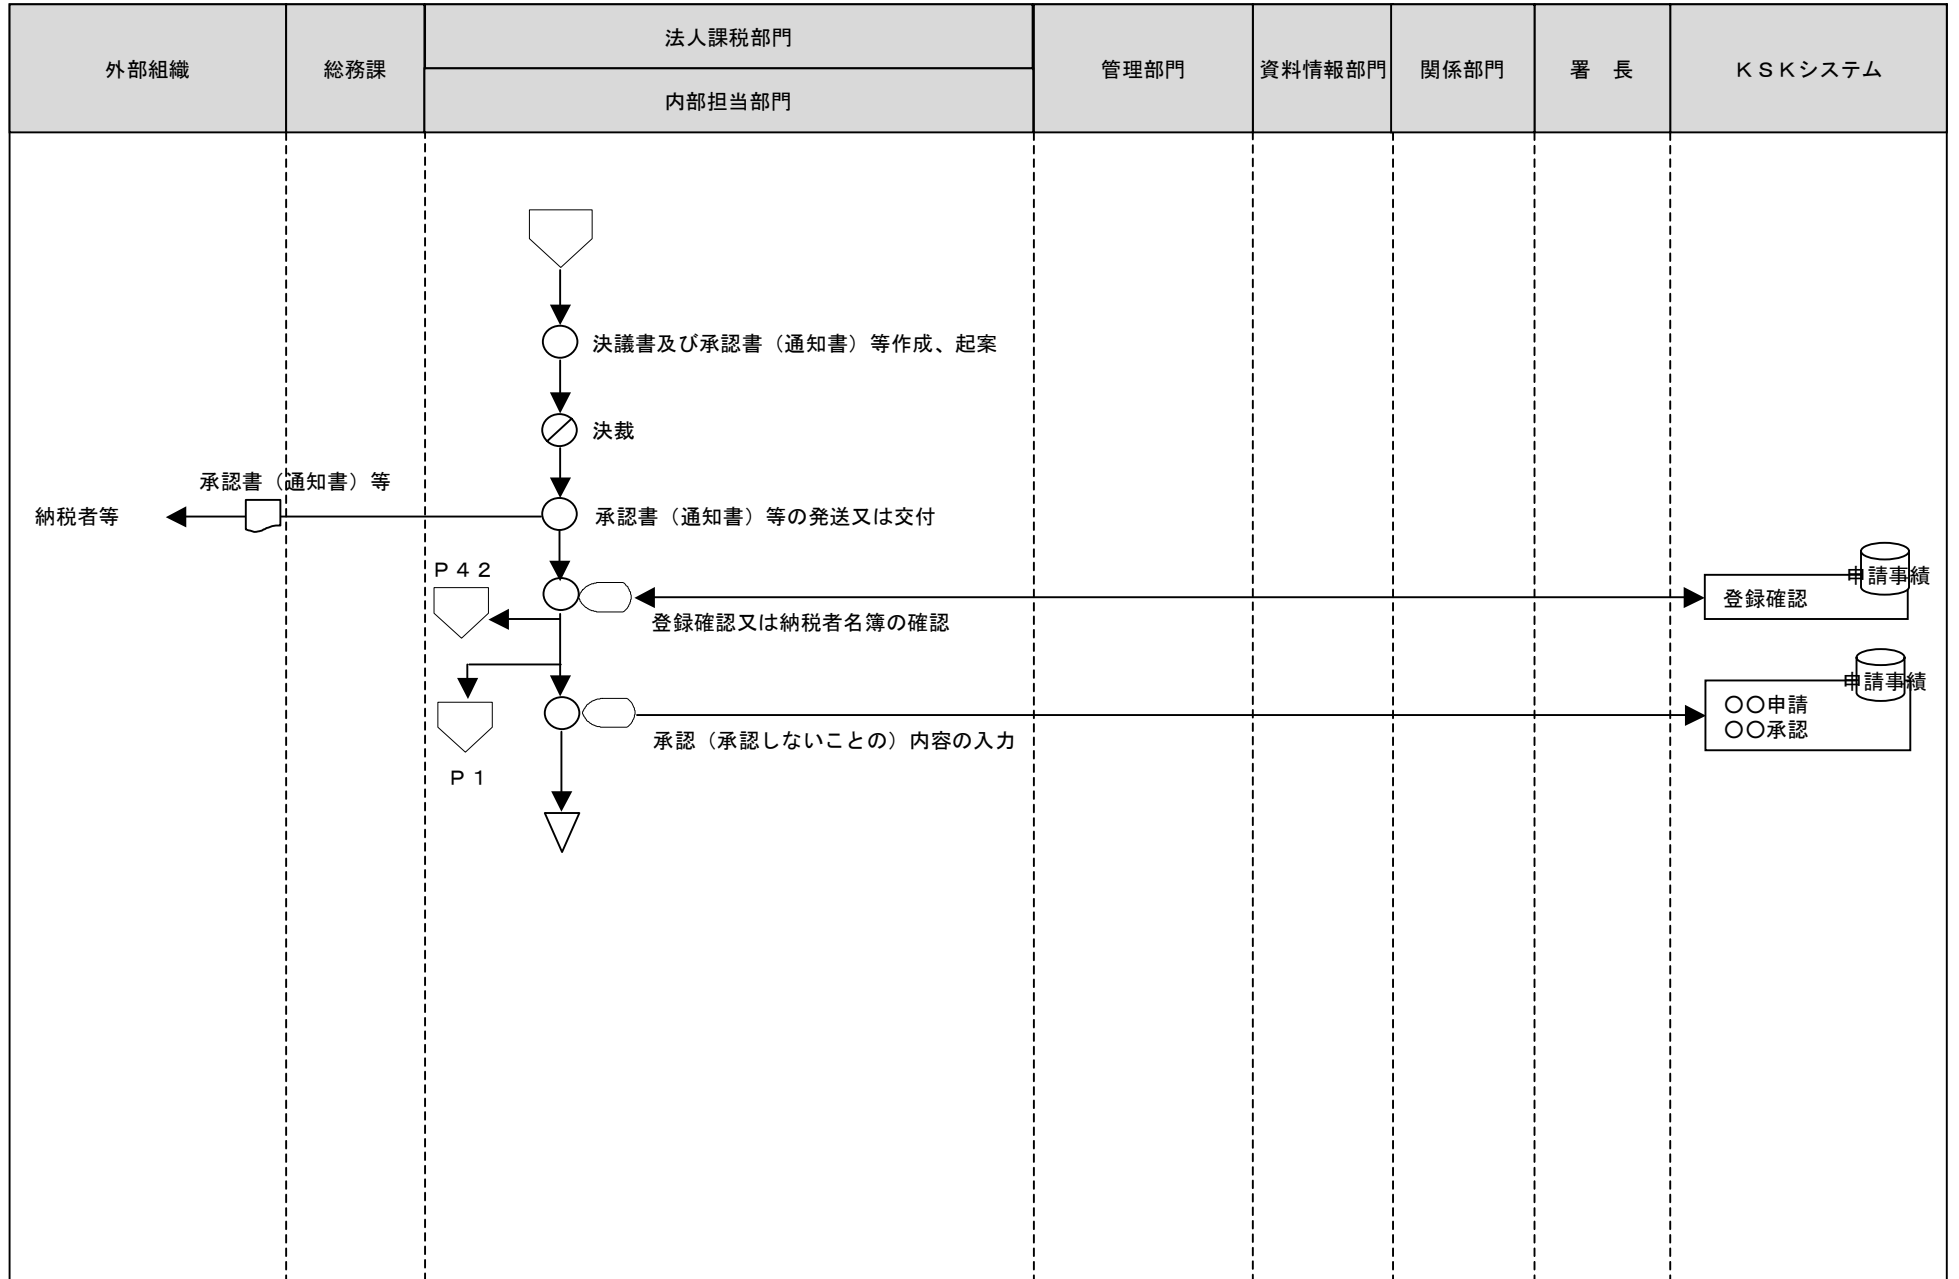 法人課税部門
外部組織
総務課
管理部門
資料情報部門
関係部門
署　長
ＫＳＫシステム
内部担当部門
決議書及び承認書（通知書）等作成、起案
決裁
承認書（通知書）等
納税者等
承認書（通知書）等の発送又は交付
Ｐ４２
申請事績
登録確認
登録確認又は納税者名簿の確認
申請事績
○○申請
○○承認
承認（承認しないことの）内容の入力
Ｐ１